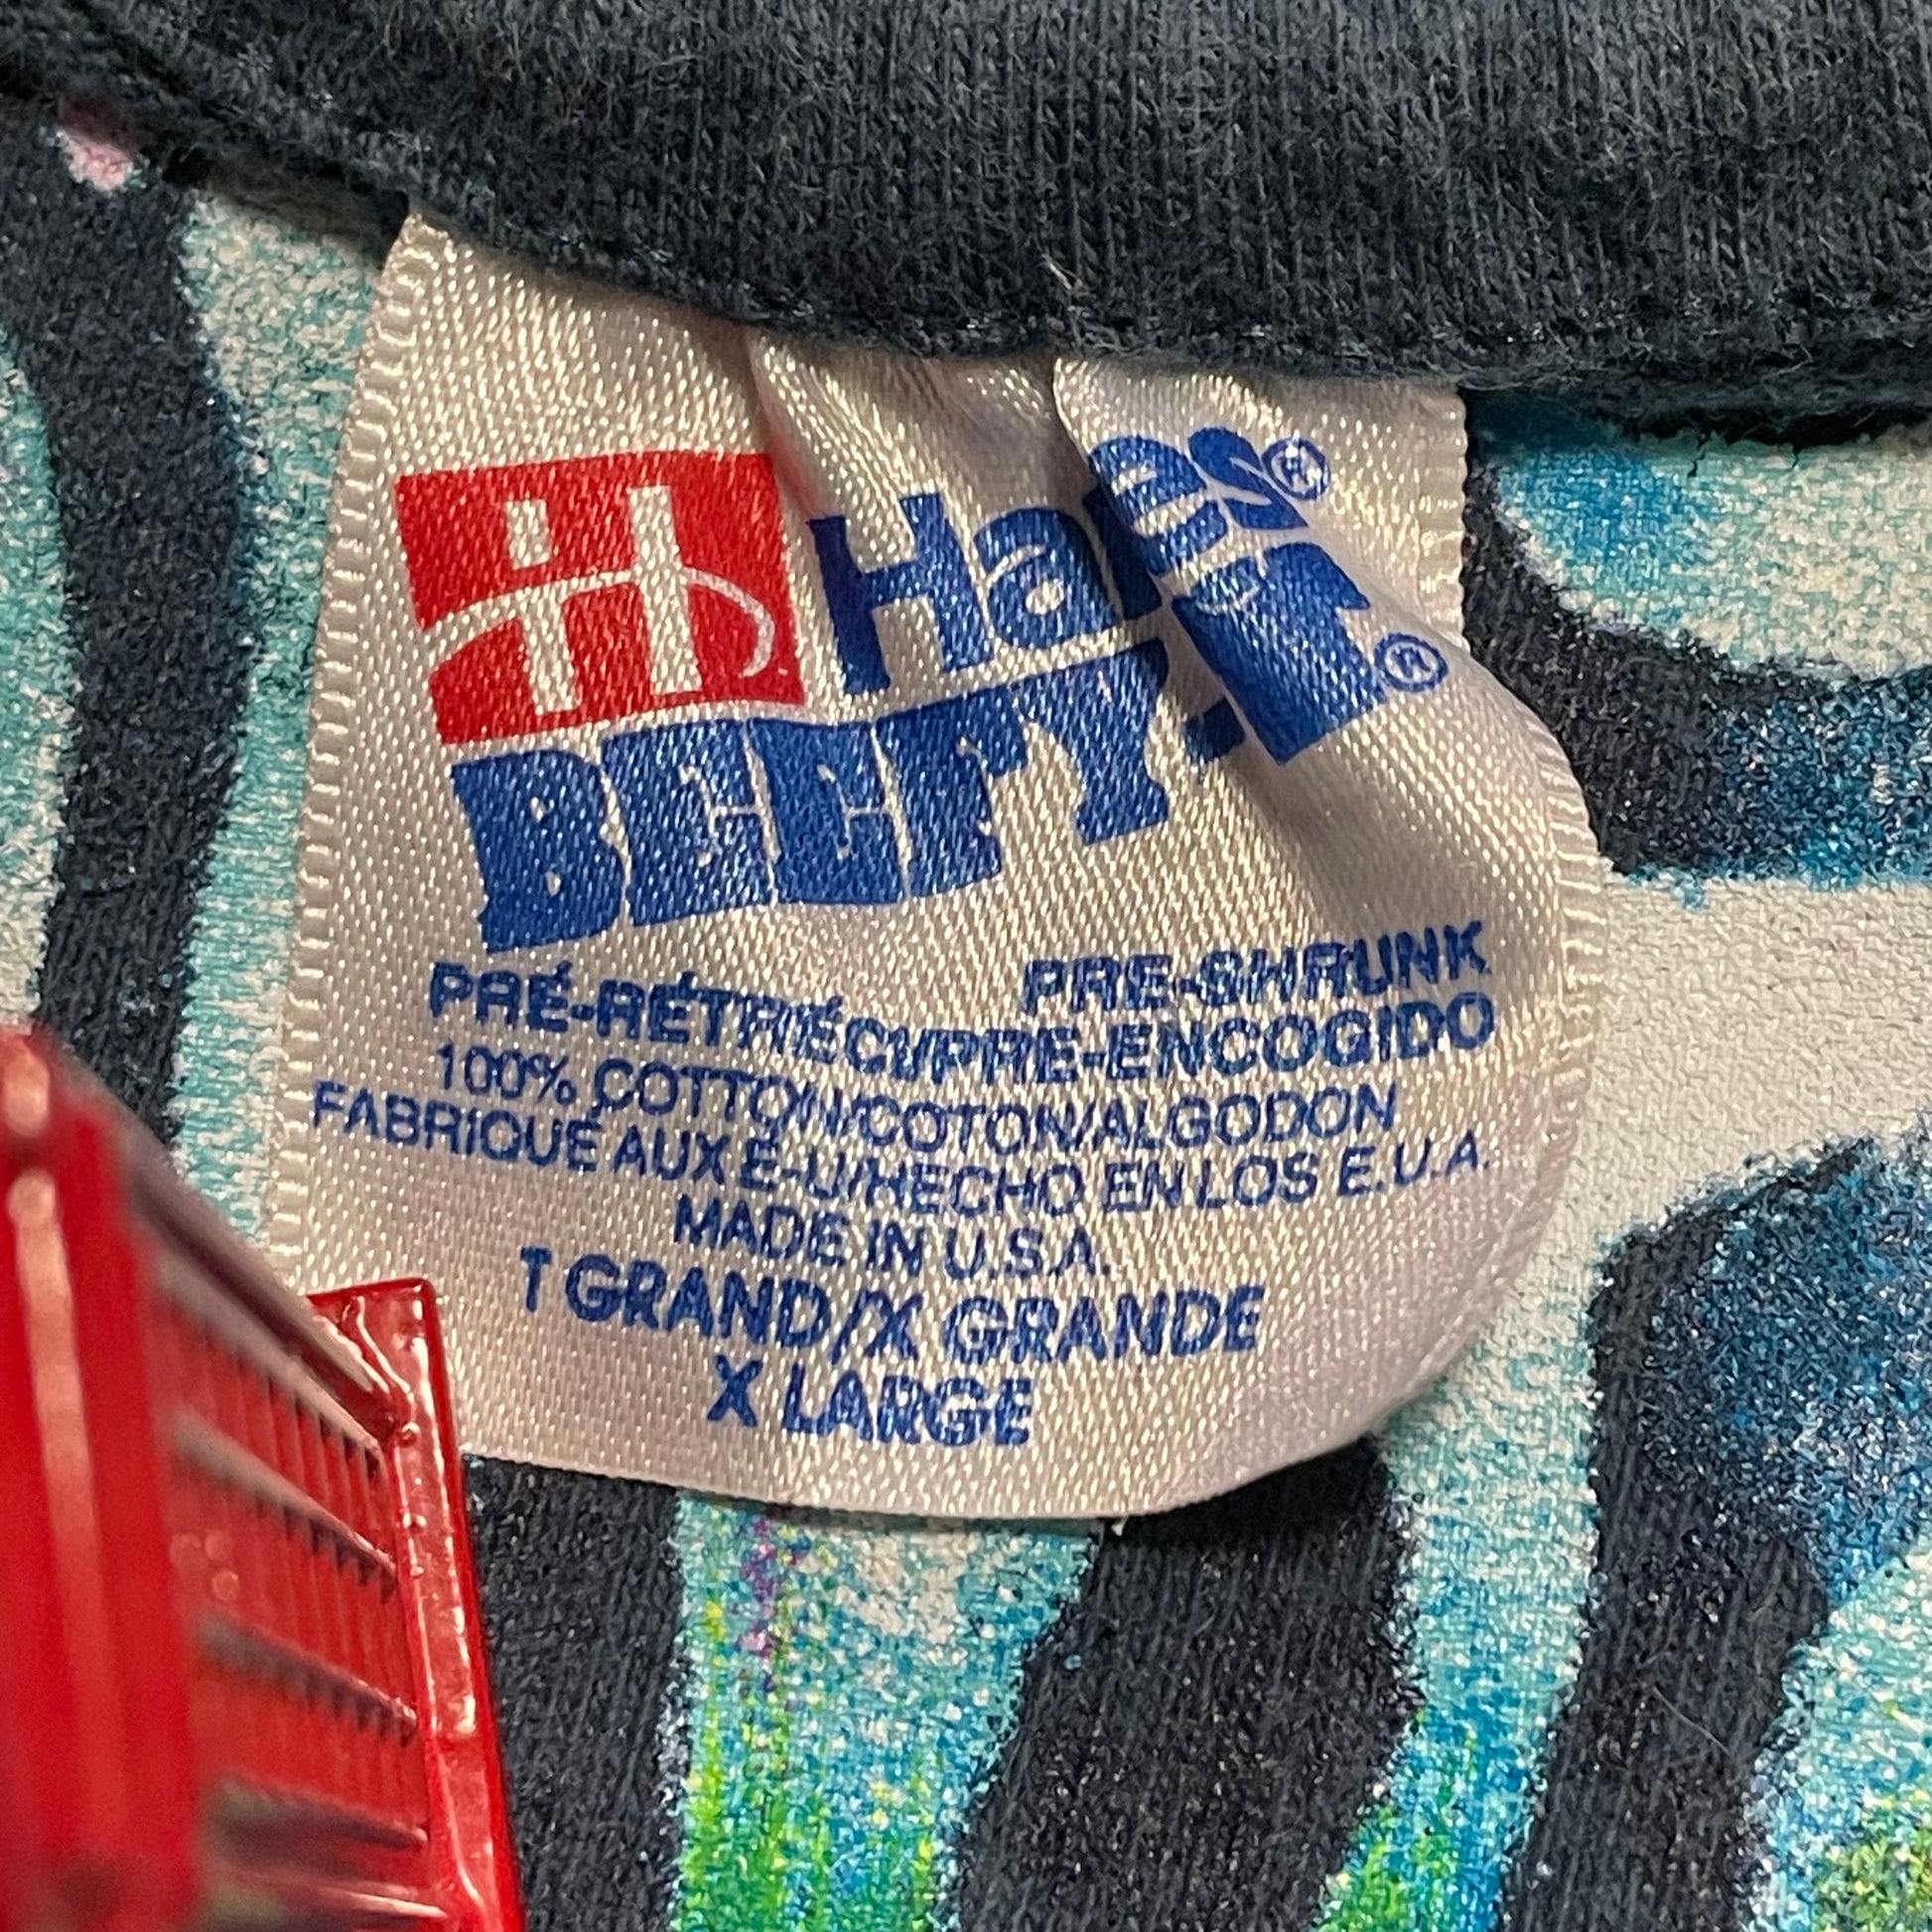 H Hanes®
BEEFY-T®
PRE-SHRUNK
PRÉ-RÉTRÉCI/PRE-ENCOGIDO
100% COTTON/COTON/ALGODON
FABRIQUÉ AUX É-U/HECHO EN LOS E.U.A.
MADE IN U.S.A.
T GRAND/X GRANDE
X LARGE